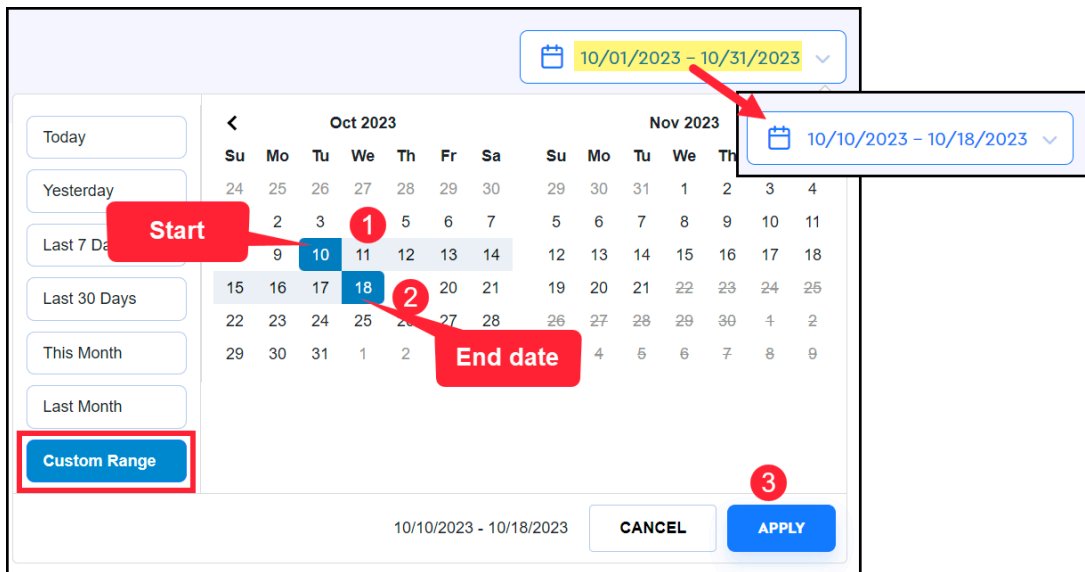 10/01/2023 – 10/31/2023
10/10/2023 – 10/18/2023
Today
Yesterday
Last 7 Da
Last 30 Days
This Month
Last Month
Custom Range
Oct 2023
Su Mo Tu We Th Fr Sa
24 25 26 27 28 29 30
2 3 5 6 7
9 10 11 12 13 14
15 16 17 18 20 21
22 23 24 25 27 28
29 30 31 1 2
Nov 2023
Su Mo Tu We Th
29 30 31 1 2 3 4
5 6 7 8 9 10 11
12 13 14 15 16 17 18
19 20 21 22 23 24 25
26 27 28 29 30 1 2
4 5 6 7 8 9
Start
1
2
End date
3
10/10/2023 - 10/18/2023
CANCEL
APPLY